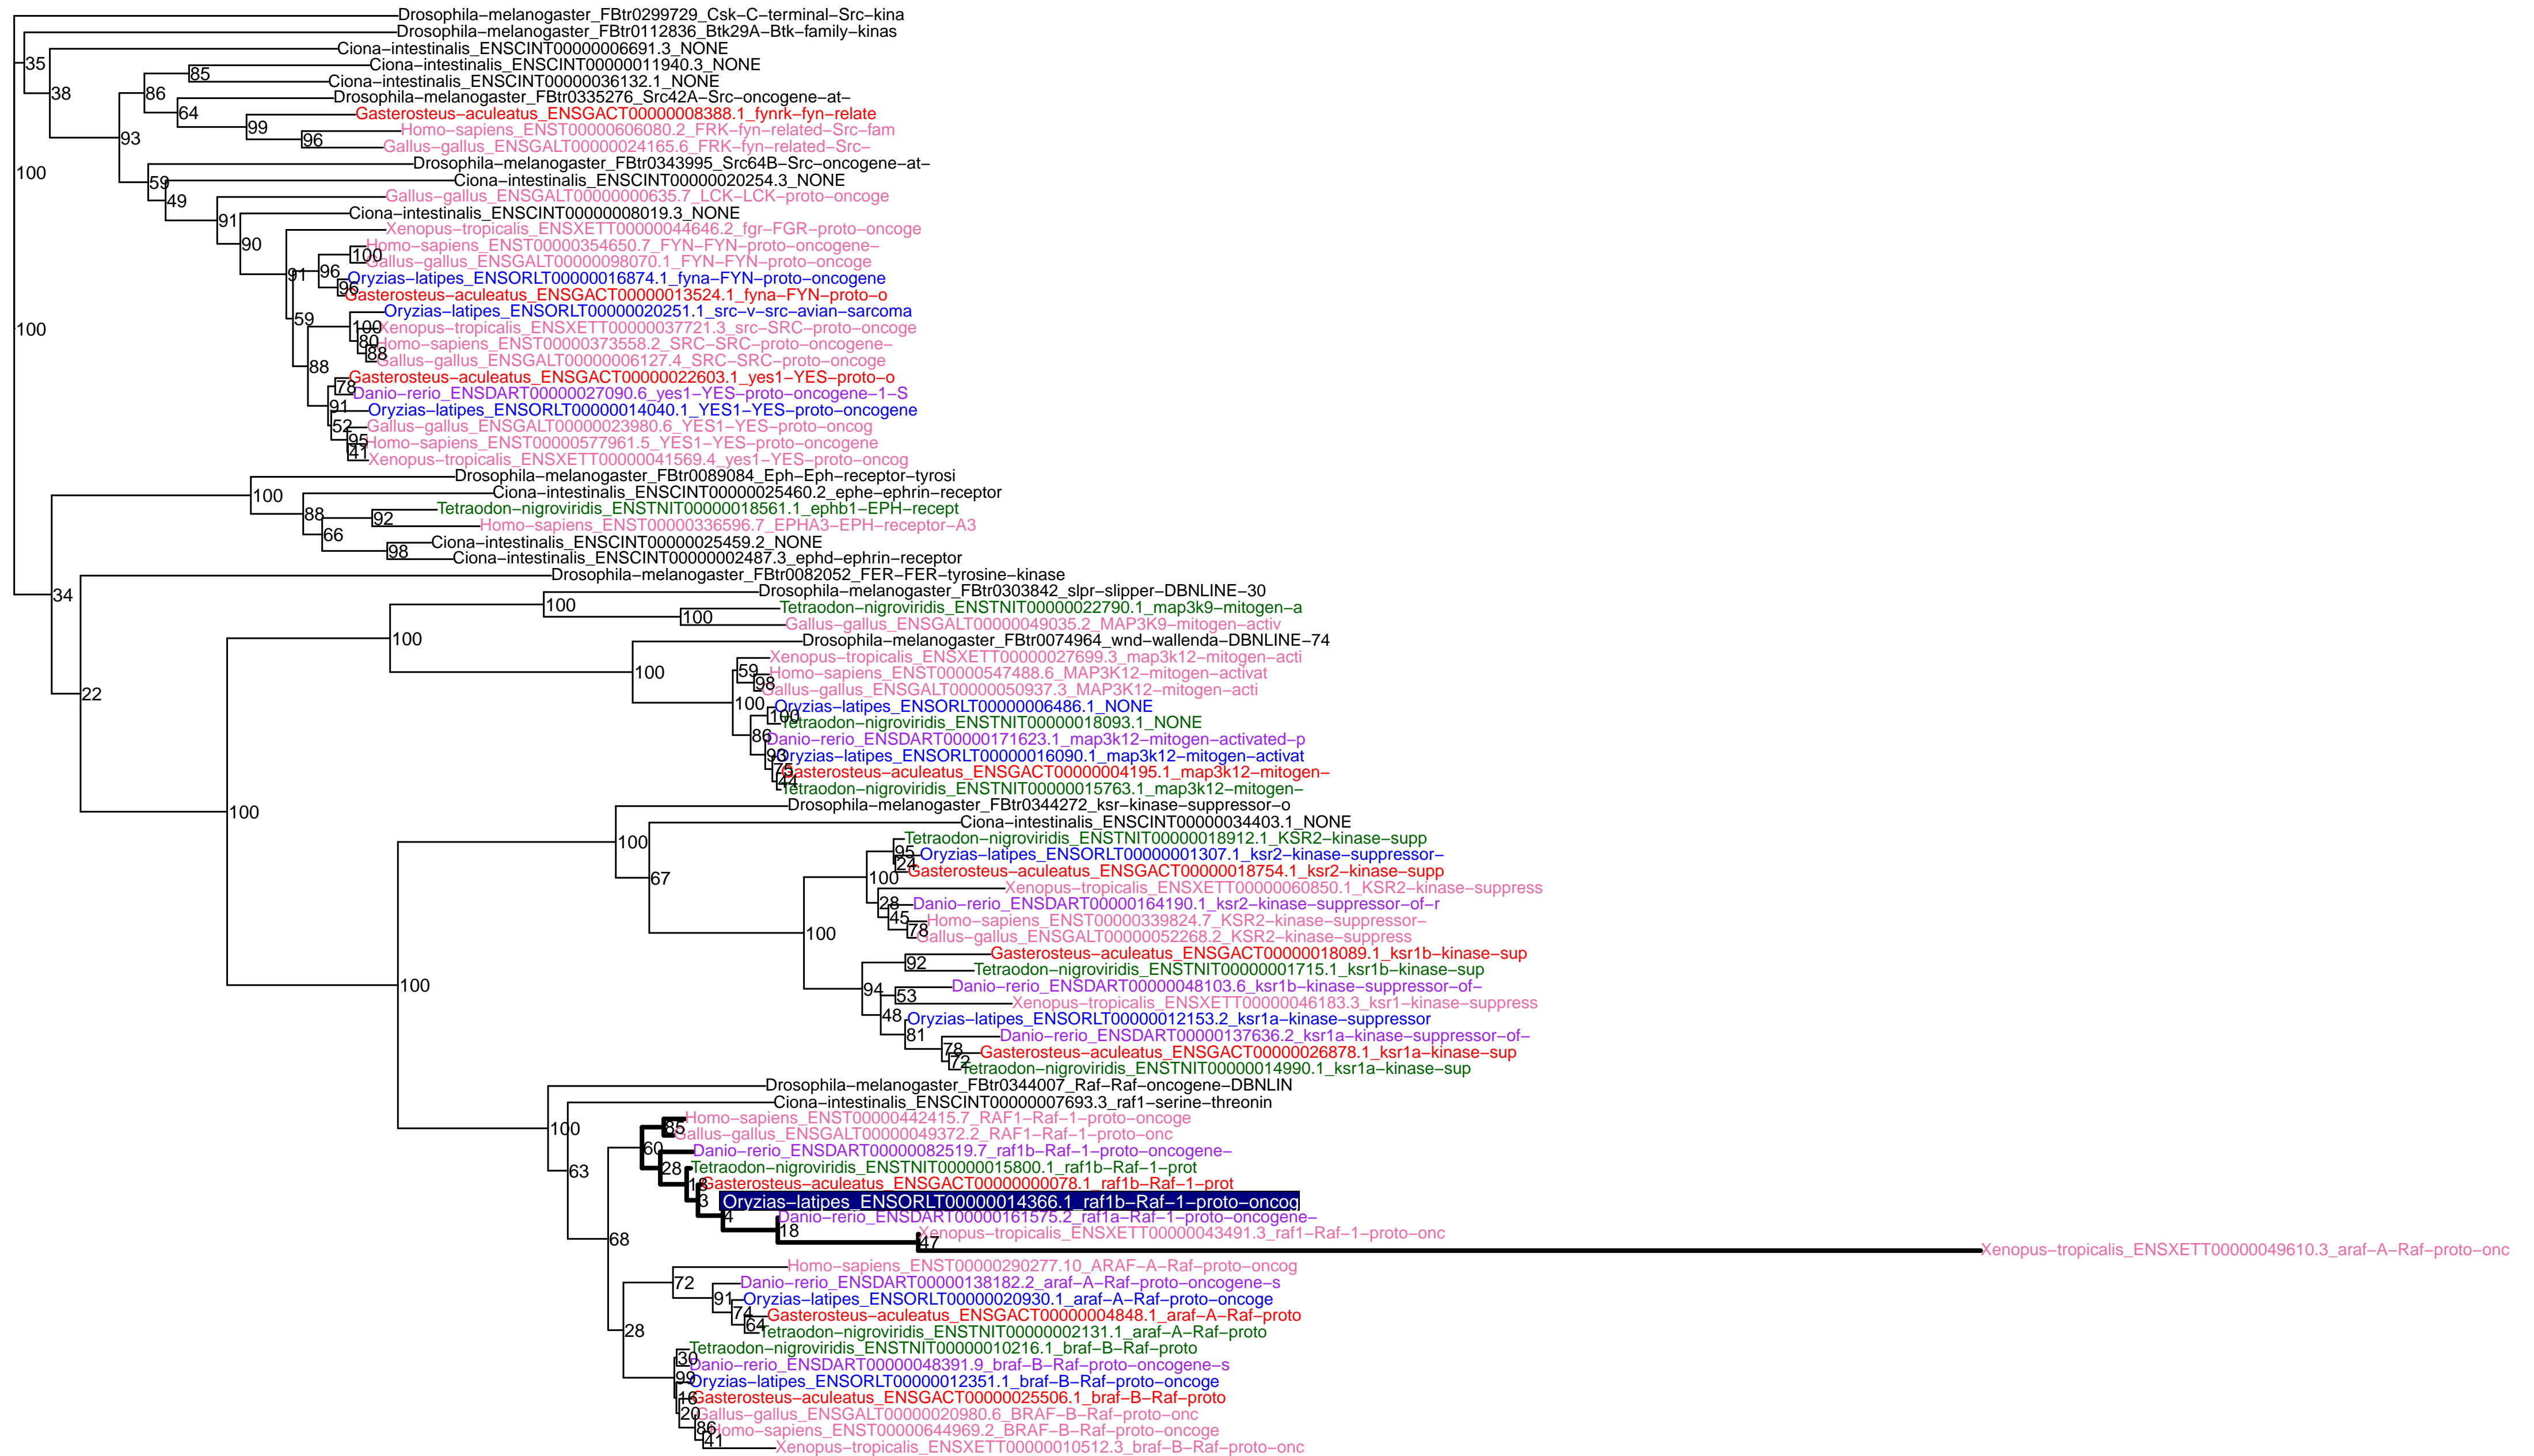 Drosophila−melanogaster_FBtr0299729_Csk−C−terminal−Src−kina
Drosophila−melanogaster_FBtr0112836_Btk29A−Btk−family−kinas
Ciona−intestinalis_ENSCINT00000006691.3_NONE
35
Ciona−intestinalis_ENSCINT00000011940.3_NONE
85
Ciona−intestinalis_ENSCINT00000036132.1_NONE
38
86
Drosophila−melanogaster_FBtr0335276_Src42A−Src−oncogene−at−
64
Gasterosteus−aculeatus_ENSGACT00000008388.1_fynrk−fyn−relate
99
Homo−sapiens_ENST00000606080.2_FRK−fyn−related−Src−fam
93
96
Gallus−gallus_ENSGALT00000024165.6_FRK−fyn−related−Src−
Drosophila−melanogaster_FBtr0343995_Src64B−Src−oncogene−at−
100
59
Ciona−intestinalis_ENSCINT00000020254.3_NONE
49
Gallus−gallus_ENSGALT00000000635.7_LCK−LCK−proto−oncoge
91
Ciona−intestinalis_ENSCINT00000008019.3_NONE
Xenopus−tropicalis_ENSXETT00000044646.2_fgr−FGR−proto−oncoge
90
Homo−sapiens_ENST00000354650.7_FYN−FYN−proto−oncogene−
100
Gallus−gallus_ENSGALT00000098070.1_FYN−FYN−proto−oncoge
91
96
Oryzias−latipes_ENSORLT00000016874.1_fyna−FYN−proto−oncogene
96
Gasterosteus−aculeatus_ENSGACT00000013524.1_fyna−FYN−proto−o
Oryzias−latipes_ENSORLT00000020251.1_src−v−src−avian−sarcoma
59
100
100
Xenopus−tropicalis_ENSXETT00000037721.3_src−SRC−proto−oncoge
80
Homo−sapiens_ENST00000373558.2_SRC−SRC−proto−oncogene−
88
Gallus−gallus_ENSGALT00000006127.4_SRC−SRC−proto−oncoge
88
Gasterosteus−aculeatus_ENSGACT00000022603.1_yes1−YES−proto−o
78
Danio−rerio_ENSDART00000027090.6_yes1−YES−proto−oncogene−1−S
91
Oryzias−latipes_ENSORLT00000014040.1_YES1−YES−proto−oncogene
52
Gallus−gallus_ENSGALT00000023980.6_YES1−YES−proto−oncog
95
Homo−sapiens_ENST00000577961.5_YES1−YES−proto−oncogene
41
Xenopus−tropicalis_ENSXETT00000041569.4_yes1−YES−proto−oncog
Drosophila−melanogaster_FBtr0089084_Eph−Eph−receptor−tyrosi
100
Ciona−intestinalis_ENSCINT00000025460.2_ephe−ephrin−receptor
88
Tetraodon−nigroviridis_ENSTNIT00000018561.1_ephb1−EPH−recept
92
Homo−sapiens_ENST00000336596.7_EPHA3−EPH−receptor−A3
66
Ciona−intestinalis_ENSCINT00000025459.2_NONE
98
Ciona−intestinalis_ENSCINT00000002487.3_ephd−ephrin−receptor
Drosophila−melanogaster_FBtr0082052_FER−FER−tyrosine−kinase
34
Drosophila−melanogaster_FBtr0303842_slpr−slipper−DBNLINE−30
100
Tetraodon−nigroviridis_ENSTNIT00000022790.1_map3k9−mitogen−a
100
Gallus−gallus_ENSGALT00000049035.2_MAP3K9−mitogen−activ
100
Drosophila−melanogaster_FBtr0074964_wnd−wallenda−DBNLINE−74
Xenopus−tropicalis_ENSXETT00000027699.3_map3k12−mitogen−acti
100
59
Homo−sapiens_ENST00000547488.6_MAP3K12−mitogen−activat
98
Gallus−gallus_ENSGALT00000050937.3_MAP3K12−mitogen−acti
22
100
Oryzias−latipes_ENSORLT00000006486.1_NONE
100
Tetraodon−nigroviridis_ENSTNIT00000018093.1_NONE
86
Danio−rerio_ENSDART00000171623.1_map3k12−mitogen−activated−p
93
Oryzias−latipes_ENSORLT00000016090.1_map3k12−mitogen−activat
75
Gasterosteus−aculeatus_ENSGACT00000004195.1_map3k12−mitogen−
44
Tetraodon−nigroviridis_ENSTNIT00000015763.1_map3k12−mitogen−
Drosophila−melanogaster_FBtr0344272_ksr−kinase−suppressor−o
100
Ciona−intestinalis_ENSCINT00000034403.1_NONE
100
Tetraodon−nigroviridis_ENSTNIT00000018912.1_KSR2−kinase−supp
95
Oryzias−latipes_ENSORLT00000001307.1_ksr2−kinase−suppressor−
24
Gasterosteus−aculeatus_ENSGACT00000018754.1_ksr2−kinase−supp
67
100
Xenopus−tropicalis_ENSXETT00000060850.1_KSR2−kinase−suppress
28
Danio−rerio_ENSDART00000164190.1_ksr2−kinase−suppressor−of−r
45
Homo−sapiens_ENST00000339824.7_KSR2−kinase−suppressor−
78
Gallus−gallus_ENSGALT00000052268.2_KSR2−kinase−suppress
100
Gasterosteus−aculeatus_ENSGACT00000018089.1_ksr1b−kinase−sup
92
Tetraodon−nigroviridis_ENSTNIT00000001715.1_ksr1b−kinase−sup
100
94
Danio−rerio_ENSDART00000048103.6_ksr1b−kinase−suppressor−of−
53
Xenopus−tropicalis_ENSXETT00000046183.3_ksr1−kinase−suppress
48
Oryzias−latipes_ENSORLT00000012153.2_ksr1a−kinase−suppressor
81
Danio−rerio_ENSDART00000137636.2_ksr1a−kinase−suppressor−of−
78
Gasterosteus−aculeatus_ENSGACT00000026878.1_ksr1a−kinase−sup
72
Tetraodon−nigroviridis_ENSTNIT00000014990.1_ksr1a−kinase−sup
Drosophila−melanogaster_FBtr0344007_Raf−Raf−oncogene−DBNLIN
Ciona−intestinalis_ENSCINT00000007693.3_raf1−serine−threonin
100
Homo−sapiens_ENST00000442415.7_RAF1−Raf−1−proto−oncoge
85
Gallus−gallus_ENSGALT00000049372.2_RAF1−Raf−1−proto−onc
60
Danio−rerio_ENSDART00000082519.7_raf1b−Raf−1−proto−oncogene−
63
28
Tetraodon−nigroviridis_ENSTNIT00000015800.1_raf1b−Raf−1−prot
Gasterosteus−aculeatus_ENSGACT00000000078.1_raf1b−Raf−1−prot
3
Oryzias−latipes_ENSORLT00000014366.1_raf1b−Raf−1−proto−oncog
4
Danio−rerio_ENSDART00000161575.2_raf1a−Raf−1−proto−oncogene−
18
Xenopus−tropicalis_ENSXETT00000043491.3_raf1−Raf−1−proto−onc
68
47
Xenopus−tropicalis_ENSXETT00000049610.3_araf−A−Raf−proto−onc
Homo−sapiens_ENST00000290277.10_ARAF−A−Raf−proto−oncog
72
Danio−rerio_ENSDART00000138182.2_araf−A−Raf−proto−oncogene−s
91
Oryzias−latipes_ENSORLT00000020930.1_araf−A−Raf−proto−oncoge
74
Gasterosteus−aculeatus_ENSGACT00000004848.1_araf−A−Raf−proto
64
Tetraodon−nigroviridis_ENSTNIT00000002131.1_araf−A−Raf−proto
28
Tetraodon−nigroviridis_ENSTNIT00000010216.1_braf−B−Raf−proto
30
Danio−rerio_ENSDART00000048391.9_braf−B−Raf−proto−oncogene−s
99
Oryzias−latipes_ENSORLT00000012351.1_braf−B−Raf−proto−oncoge
16
Gasterosteus−aculeatus_ENSGACT00000025506.1_braf−B−Raf−proto
20
Gallus−gallus_ENSGALT00000020980.6_BRAF−B−Raf−proto−onc
86
Homo−sapiens_ENST00000644969.2_BRAF−B−Raf−proto−oncoge
41
Xenopus−tropicalis_ENSXETT00000010512.3_braf−B−Raf−proto−onc